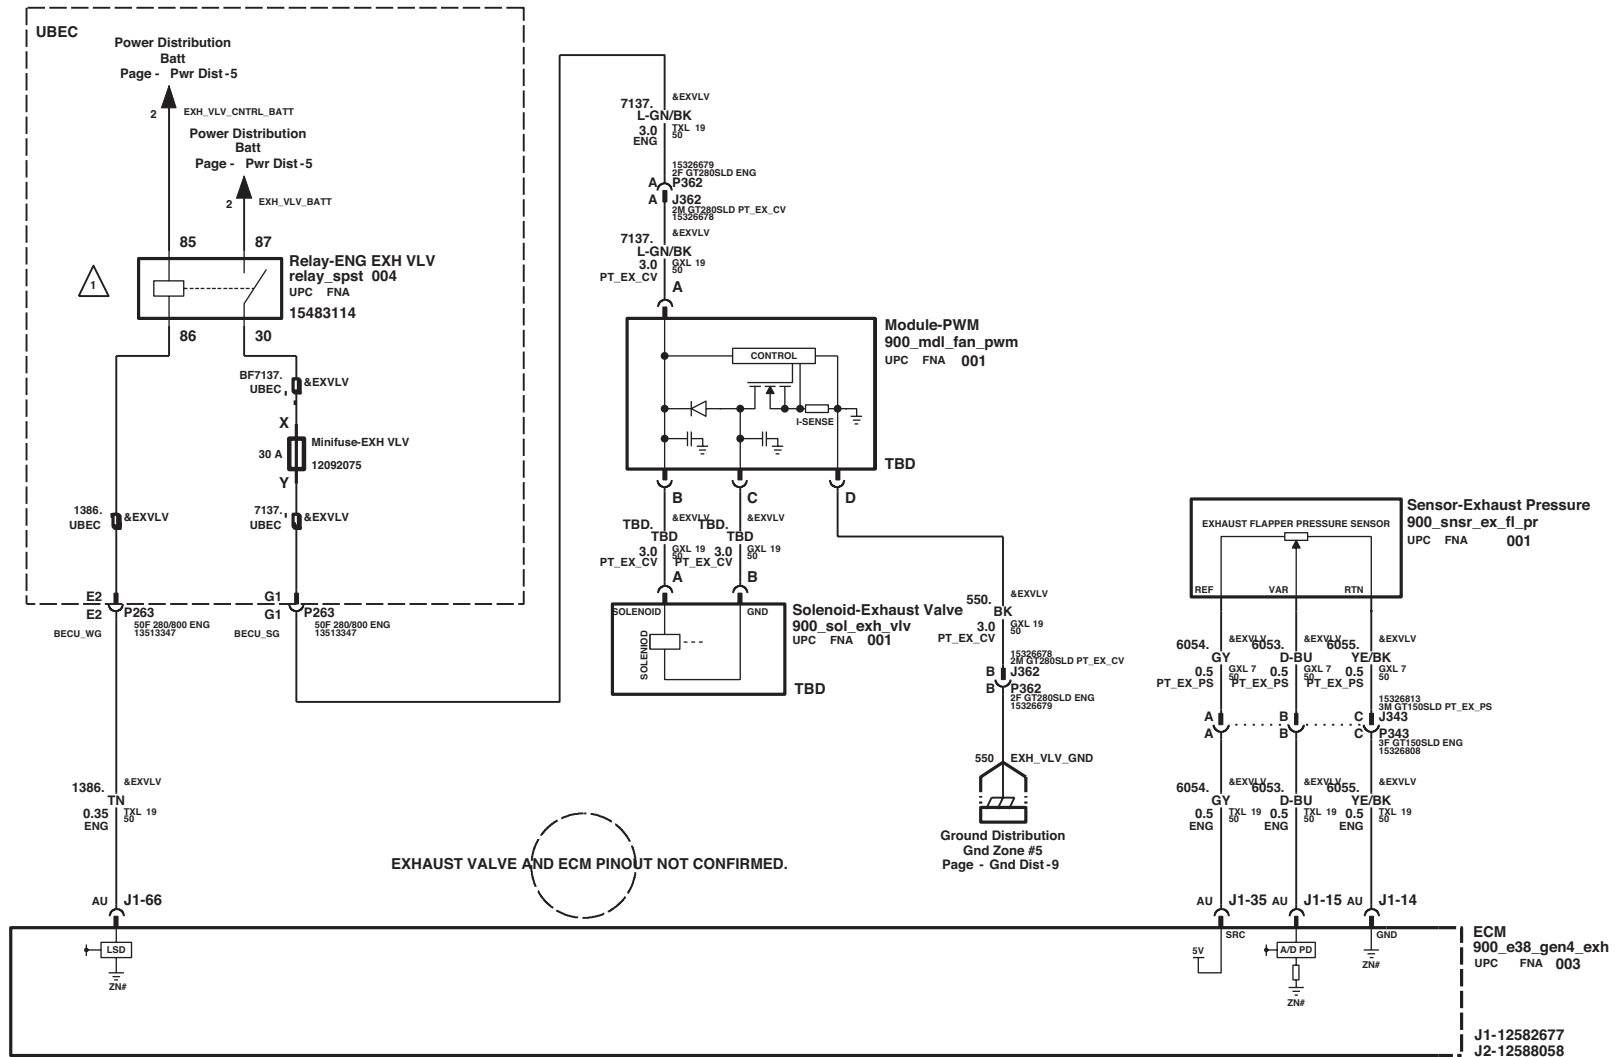 UBEC
Power Distribution
Batt
Page - Pwr Dist-5
2
EXH_VLV_CNTRL_BATT
Power Distribution
Batt
Page - Pwr Dist-5
2
EXH_VLV_BATT
85
87
1
Relay-ENG EXH VLV
relay_spst 004
UPC FNA
15483114
86
30
BF7137.
UBEC
&EXVLV
X
30 A
Minifuse-EXH VLV
12092075
Y
1386.
UBEC
&EXVLV
7137.
UBEC
&EXVLV
E2
E2
P263
50F 280/800 ENG
13513347
BECU_WG
G1
G1
P263
50F 280/800 ENG
13513347
BECU_SG
1386.
&EXVLV
TN
0.35
TXL 19
50
ENG
AU
J1-66
LSD
ZN#
7137.
&EXVLV
L-GN/BK
3.0
TXL 19
50
ENG
15326679
2F GT280SLD ENG
A
P362
A
J362
2M GT280SLD PT_EX_CV
15326678
7137.
&EXVLV
L-GN/BK
3.0
GXL 19
50
PT_EX_CV
A
Module-PWM
900_mdl_fan_pwm
UPC FNA 001
CONTROL
I-SENSE
TBD
B
C
D
TBD.
&EXVLV
TBD
3.0
GXL 19
50
PT_EX_CV
A
TBD.
&EXVLV
TBD
3.0
GXL 19
50
PT_EX_CV
B
SOLENOID
GND
SOLENIOD
Solenoid-Exhaust Valve
900_sol_exh_vlv
UPC FNA 001
TBD
550.
&EXVLV
BK
3.0
GXL 19
50
PT_EX_CV
15326678
2M GT280SLD PT_EX_CV
B
J362
B
P362
2F GT280SLD ENG
15326679
550
EXH_VLV_GND
Ground Distribution
Gnd Zone #5
Page - Gnd Dist-9
EXHAUST VALVE AND ECM PINOUT NOT CONFIRMED.
EXHAUST FLAPPER PRESSURE SENSOR
REF
VAR
RTN
Sensor-Exhaust Pressure
900_snsr_ex_fl_pr
UPC FNA 001
6054.
&EXVLV
GY
0.5
GXL 7
50
PT_EX_PS
6053.
&EXVLV
D-BU
0.5
GXL 7
50
PT_EX_PS
6055.
&EXVLV
YE/BK
0.5
GXL 7
50
PT_EX_PS
15326813
3M GT150SLD PT_EX_PS
A
B
C
J343
A
B
C
P343
3F GT150SLD ENG
15326808
6054.
&EXVLV
GY
0.5
TXL 19
50
ENG
6053.
&EXVLV
D-BU
0.5
TXL 19
50
ENG
6055.
&EXVLV
YE/BK
0.5
TXL 19
50
ENG
AU
J1-35
AU
J1-15
AU
J1-14
SRC
5V
A/D PD
ZN#
GND
ZN#
ECM
900_e38_gen4_exh
UPC FNA 003
J1-12582677
J2-12588058